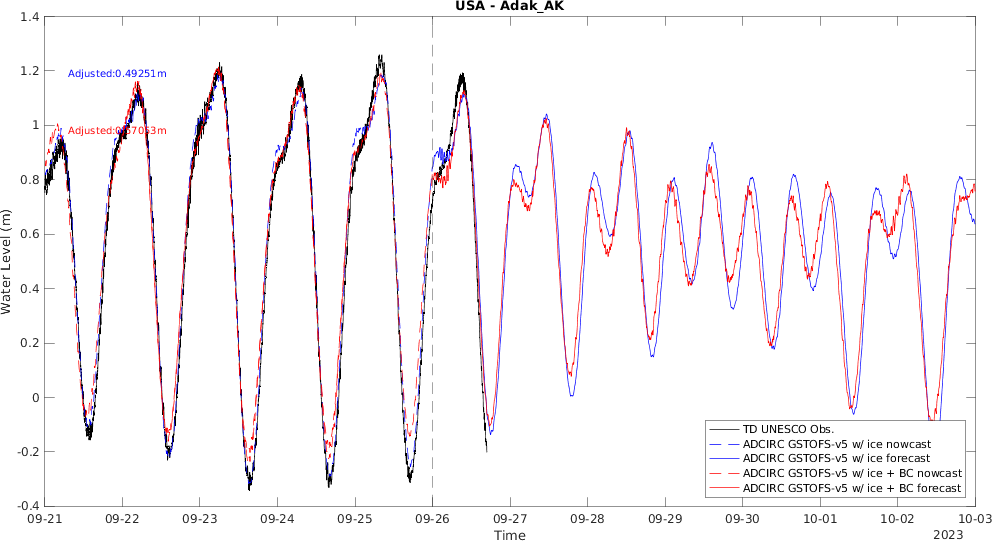 USA - Adak_AK
1.4
1.2
1
0.8
0.6
0.4
0.2
0
-0.2
-0.4
Water Level (m)
Adjusted:0.49251m
TD UNESCO Obs.
ADCIRC GSTOFS-v5 w/ ice nowcast
ADCIRC GSTOFS-v5 w/ ice forecast
ADCIRC GSTOFS-v5 w/ ice + BC nowcast
ADCIRC GSTOFS-v5 w/ ice + BC forecast
09-21 09-22 09-23 09-24 09-25 09-26 09-27 09-28 09-29 09-30 10-01 10-02 10-03
Time
2023